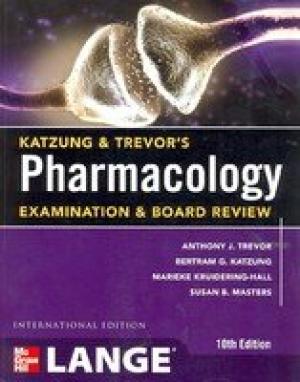 KATZUNG & TREVOR'S
Pharmacology
EXAMINATION & BOARD REVIEW
ANTHONY J. TREVOR
BERTRAM G. KATZUNG
MARIEKE KRUIDERING-HALL
SUSAN B. MASTERS
INTERNATIONAL EDITION
10th Edition
Mc
Graw
Hill
LANGE®